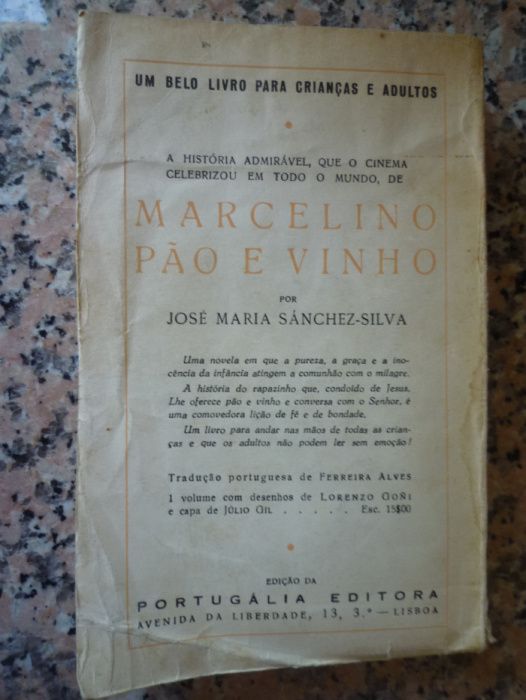 UM BELO LIVRO PARA CRIANÇAS E ADULTOS
A HISTÓRIA ADMIRÁVEL, QUE O CINEMA
CELEBRIZOU EM TODO O MUNDO, DE
MARCELINO
PÃO E VINHO
POR
JOSÉ MARIA SÁNCHEZ-SILVA
Uma novela em que a pureza, a graça e a ino-
cência da infância atingem a comunhão com o milagre.
A história do rapazinho que, condoído de Jesus,
Lhe oferece pão e vinho e conversa com o Senhor, é
uma comovedora lição de fé e de bondade.
Um livro para andar nas mãos de todas as crian-
ças e que os adultos não podem ler sem emoção!
Tradução portuguesa de FERREIRA ALVES
1 volume com desenhos de LORENZO GOÑI
e capa de JÚLIO GIL . . . . . Esc. 15$00
EDIÇÃO DA
PORTUGÁLIA EDITORA
AVENIDA DA LIBERDADE, 13, 3.º — LISBOA